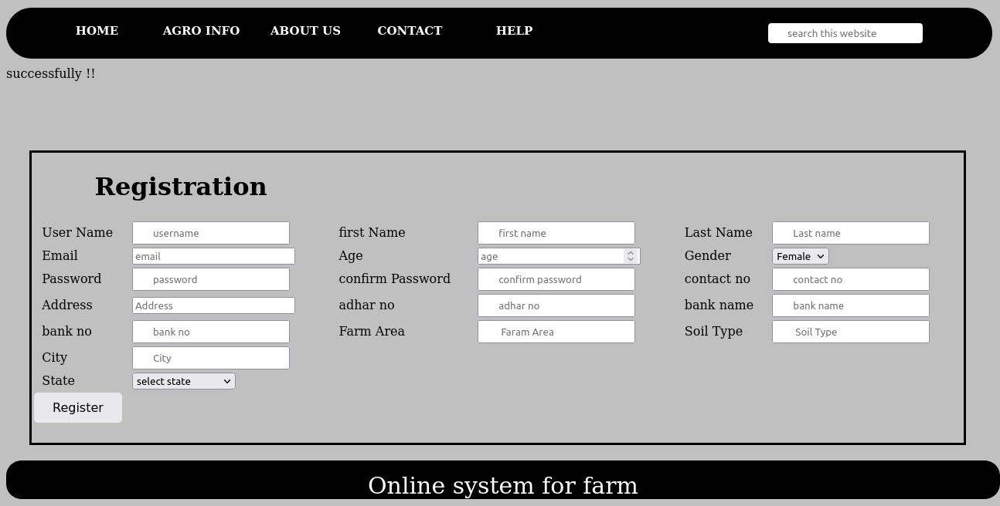 HOME AGRO INFO ABOUT US CONTACT HELP search this website
successfully !!
Registration
User Name username first Name first name Last Name Last name
Email email Age age Gender Female
Password password confirm Password confirm password contact no contact no
Address Address adhar no adhar no bank name bank name
bank no bank no Farm Area Faram Area Soil Type Soil Type
City City
State select state
Register
Online system for farm